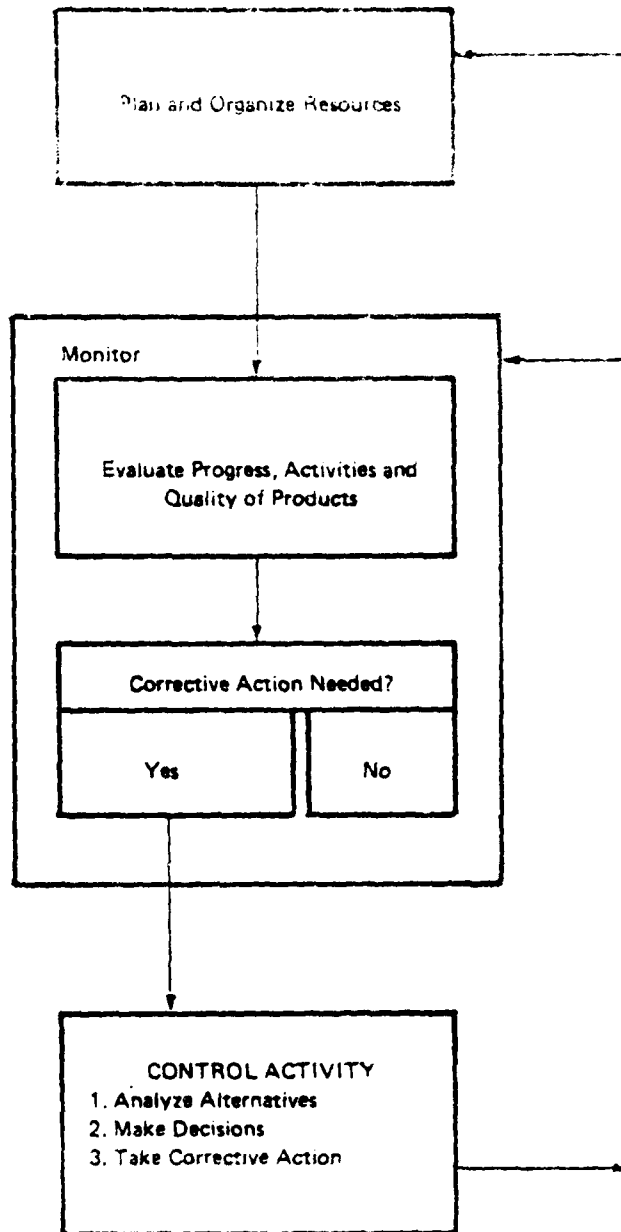 Plan and Organize Resources
Monitor
Evaluate Progress, Activities and
Quality of Products
Corrective Action Needed?
Yes
No
CONTROL ACTIVITY
1. Analyze Alternatives
2. Make Decisions
3. Take Corrective Action